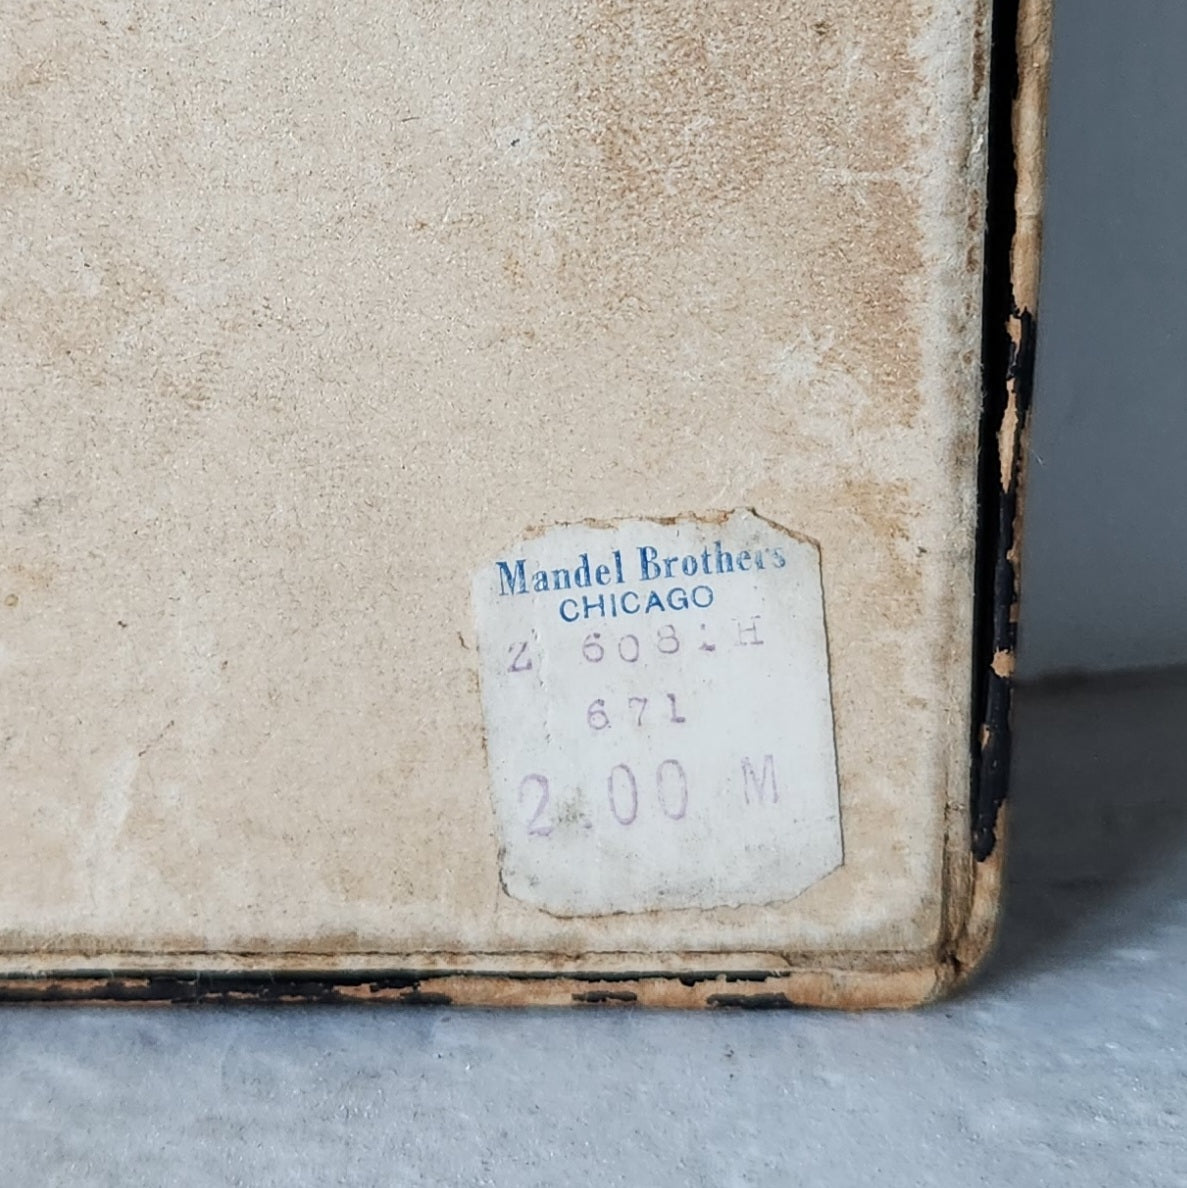 Mandel Brothers
CHICAGO
Z 608
671
2.00 M